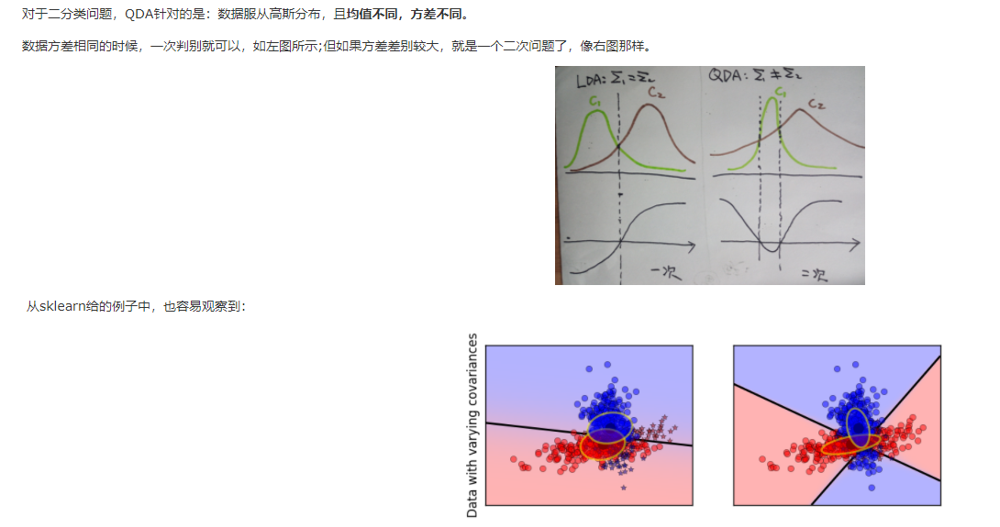 对于二分类问题，QDA针对的是：数据服从高斯分布，且均值不同，方差不同。
数据方差相同的时候，一次判别就可以，如左图所示;但如果方差差别较大，就是一个二次问题了，像右图那样。
LDA: Σ₁=Σ₂
QDA: Σ₁≠Σ₂
C₁
C₂
C₁
C₂
一次
二次
从sklearn给的例子中，也容易观察到：
Data with varying covariances